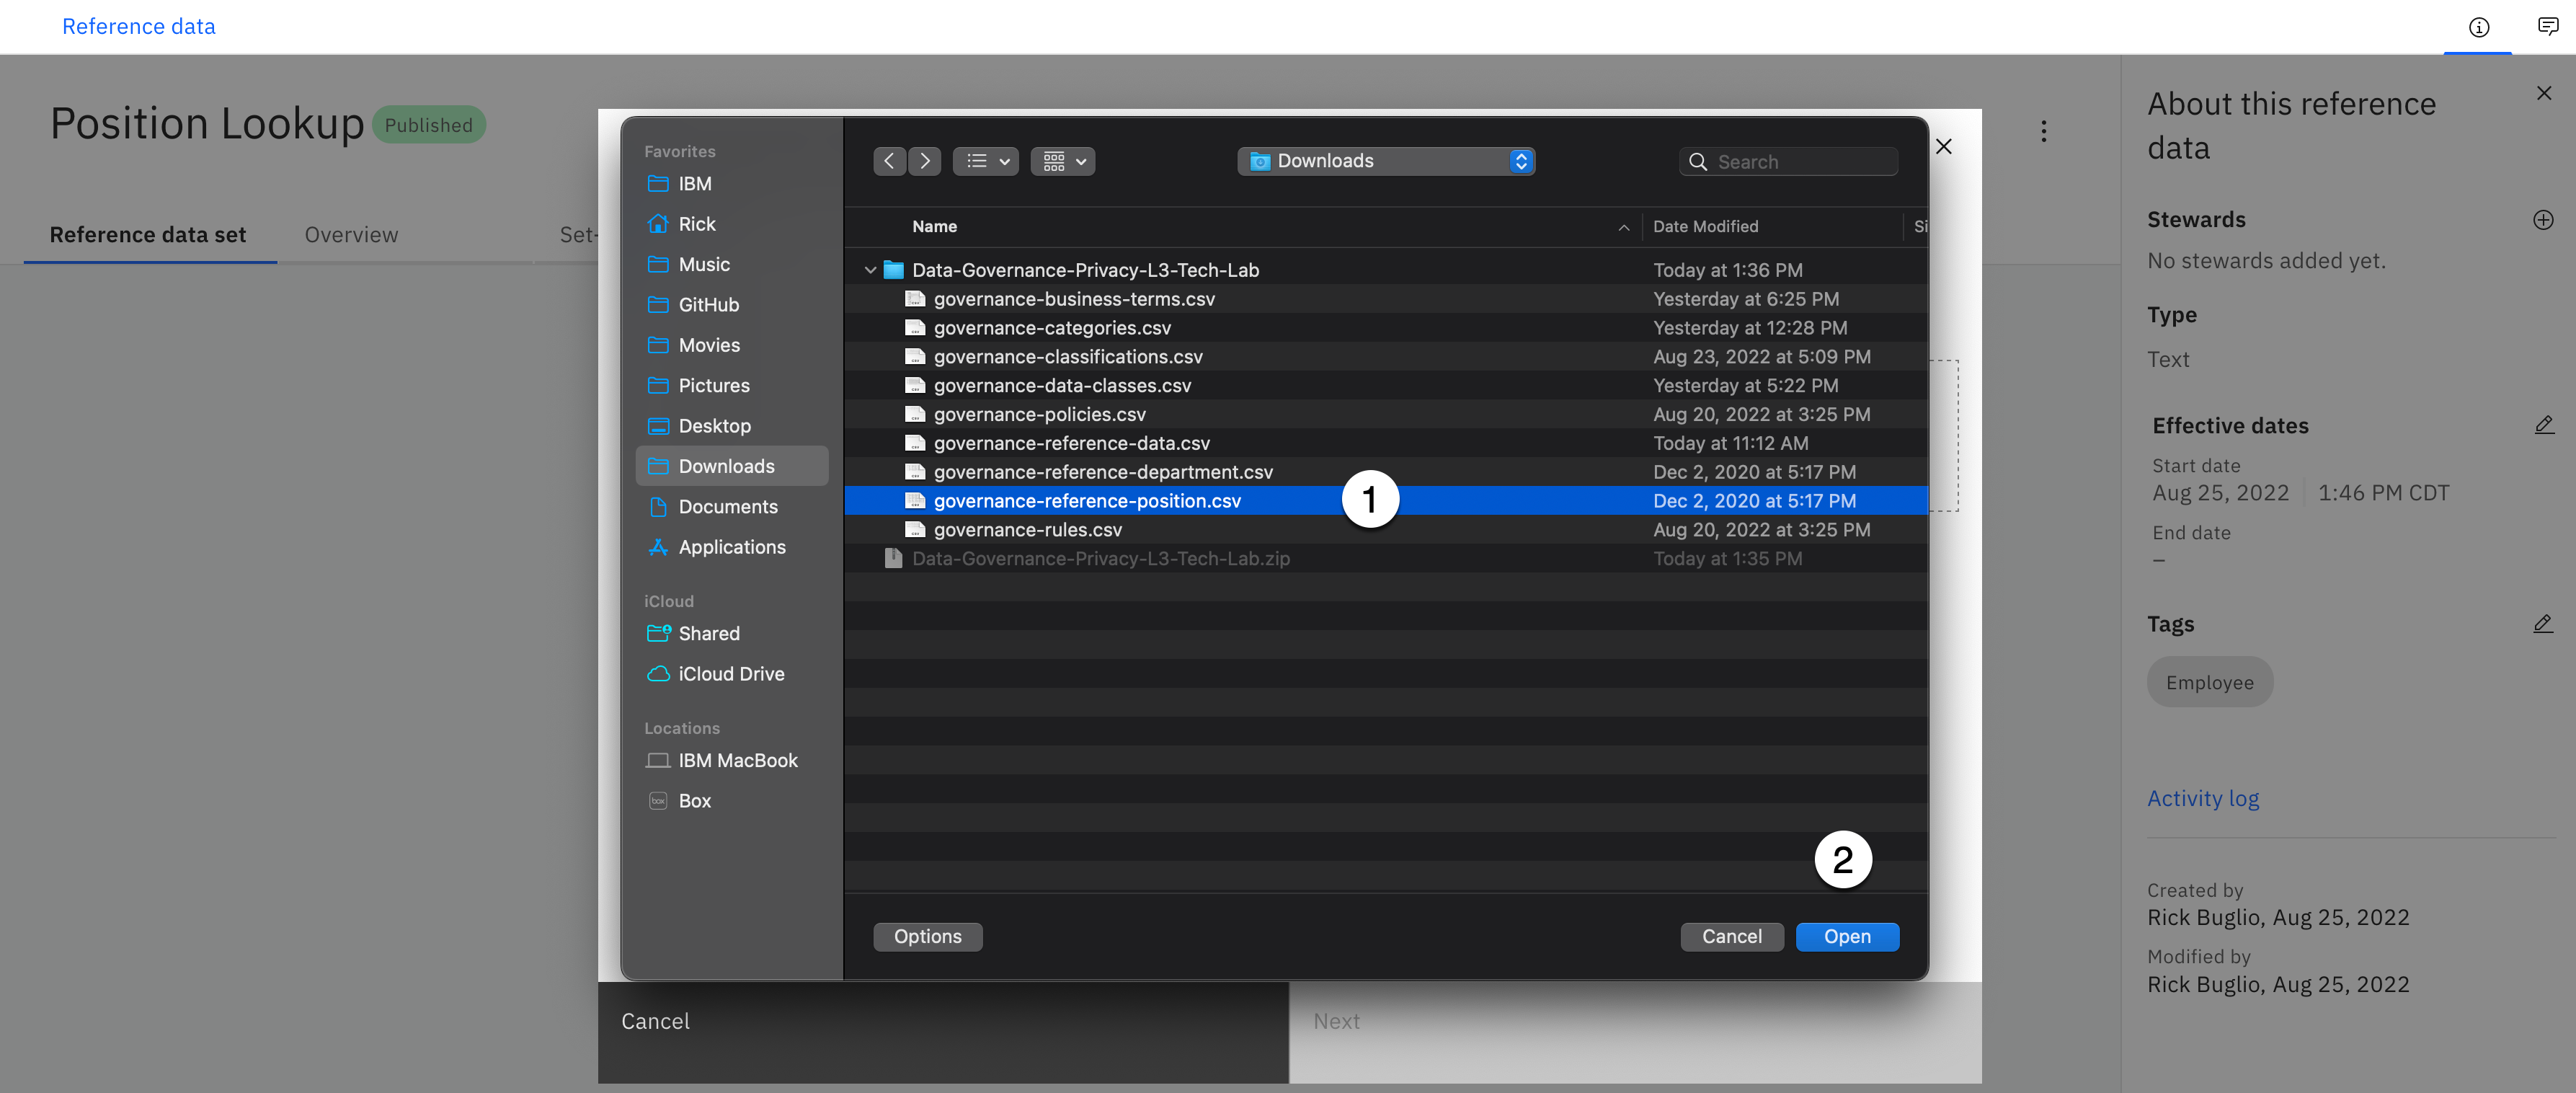 Reference data
Position Lookup Published
Reference data set Overview Set-
Favorites
IBM
Rick
Music
GitHub
Movies
Pictures
Desktop
Downloads
Documents
Applications
iCloud
Shared
iCloud Drive
Locations
IBM MacBook
Box
Downloads
Search
Name Date Modified Si
Data-Governance-Privacy-L3-Tech-Lab Today at 1:36 PM
governance-business-terms.csv Yesterday at 6:25 PM
governance-categories.csv Yesterday at 12:28 PM
governance-classifications.csv Aug 23, 2022 at 5:09 PM
governance-data-classes.csv Yesterday at 5:22 PM
governance-policies.csv Aug 20, 2022 at 3:25 PM
governance-reference-data.csv Today at 11:12 AM
governance-reference-department.csv Dec 2, 2020 at 5:17 PM
governance-reference-position.csv 1 Dec 2, 2020 at 5:17 PM
governance-rules.csv Aug 20, 2022 at 3:25 PM
Data-Governance-Privacy-L3-Tech-Lab.zip Today at 1:35 PM
2
Options Cancel Open
Cancel Next
About this reference
data
Stewards
No stewards added yet.
Type
Text
Effective dates
Start date
Aug 25, 2022 1:46 PM CDT
End date
–
Tags
Employee
Activity log
Created by
Rick Buglio, Aug 25, 2022
Modified by
Rick Buglio, Aug 25, 2022